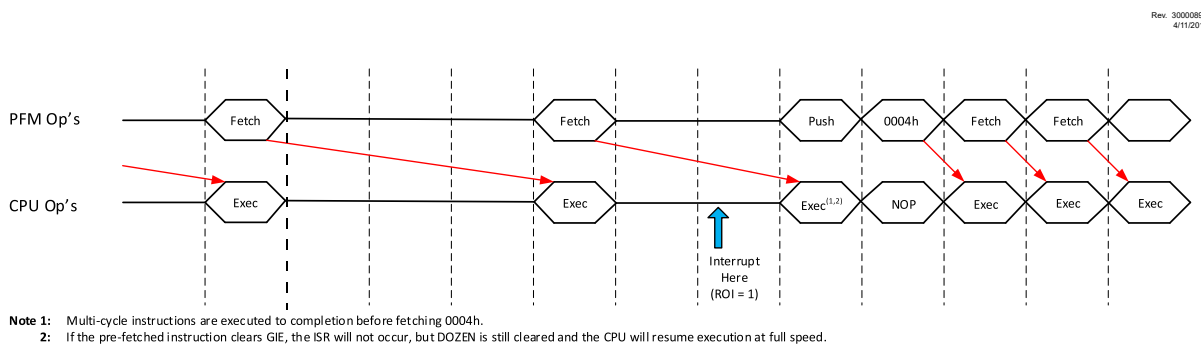 Rev. 3000089
4/11/201
PFM Op's
Fetch
Fetch
Push
0004h
Fetch
Fetch
CPU Op's
Exec
Exec
Exec(1,2)
NOP
Exec
Exec
Exec
Interrupt
Here
(ROI = 1)
Note 1: Multi-cycle instructions are executed to completion before fetching 0004h.
2: If the pre-fetched instruction clears GIE, the ISR will not occur, but DOZEN is still cleared and the CPU will resume execution at full speed.